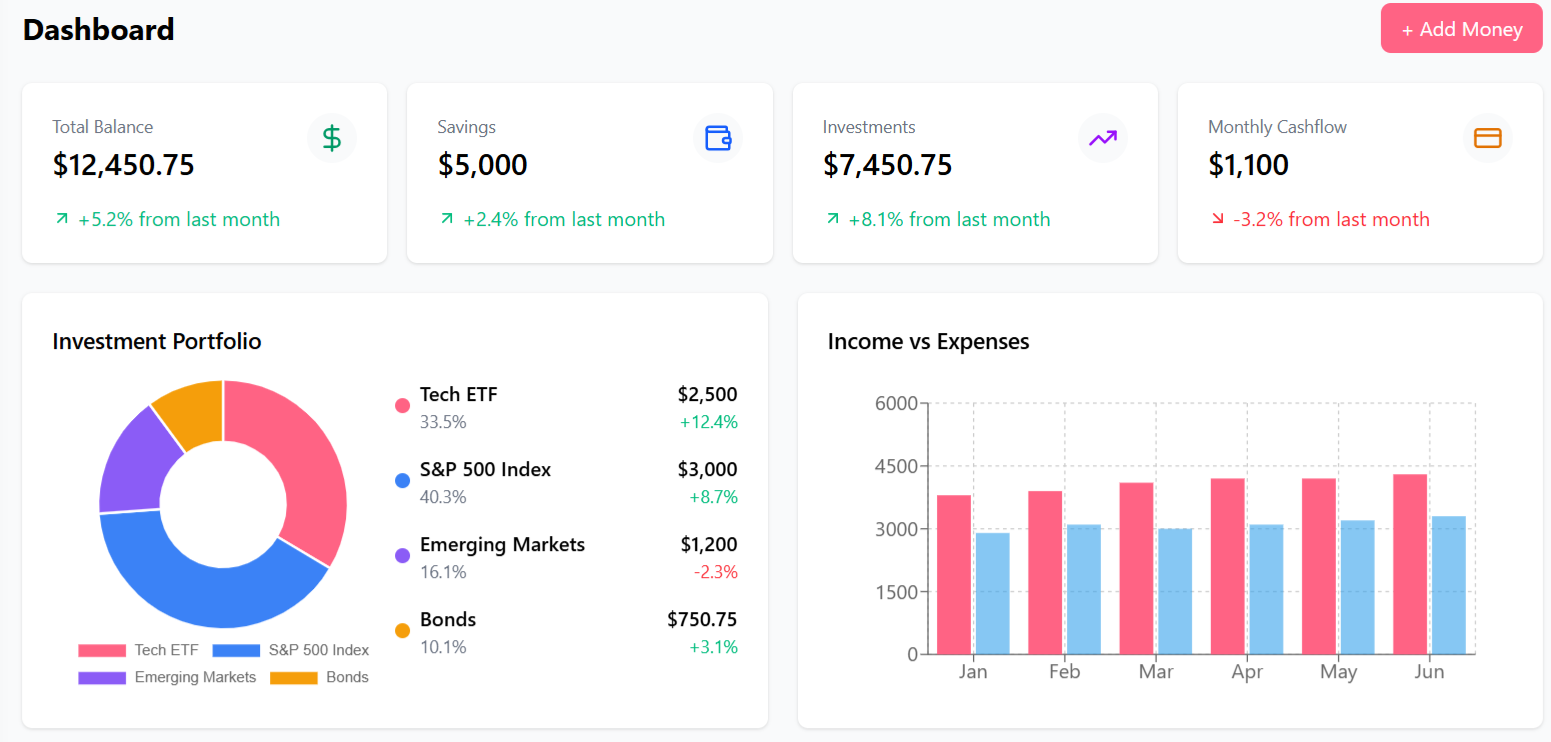 Dashboard
+ Add Money
Total Balance
$12,450.75
+5.2% from last month
Savings
$5,000
+2.4% from last month
Investments
$7,450.75
+8.1% from last month
Monthly Cashflow
$1,100
-3.2% from last month
Investment Portfolio
Tech ETF
$2,500
33.5%
+12.4%
S&P 500 Index
$3,000
40.3%
+8.7%
Emerging Markets
$1,200
16.1%
-2.3%
Bonds
$750.75
10.1%
+3.1%
Tech ETF S&P 500 Index
Emerging Markets Bonds
Income vs Expenses
6000
4500
3000
1500
0
Jan Feb Mar Apr May Jun